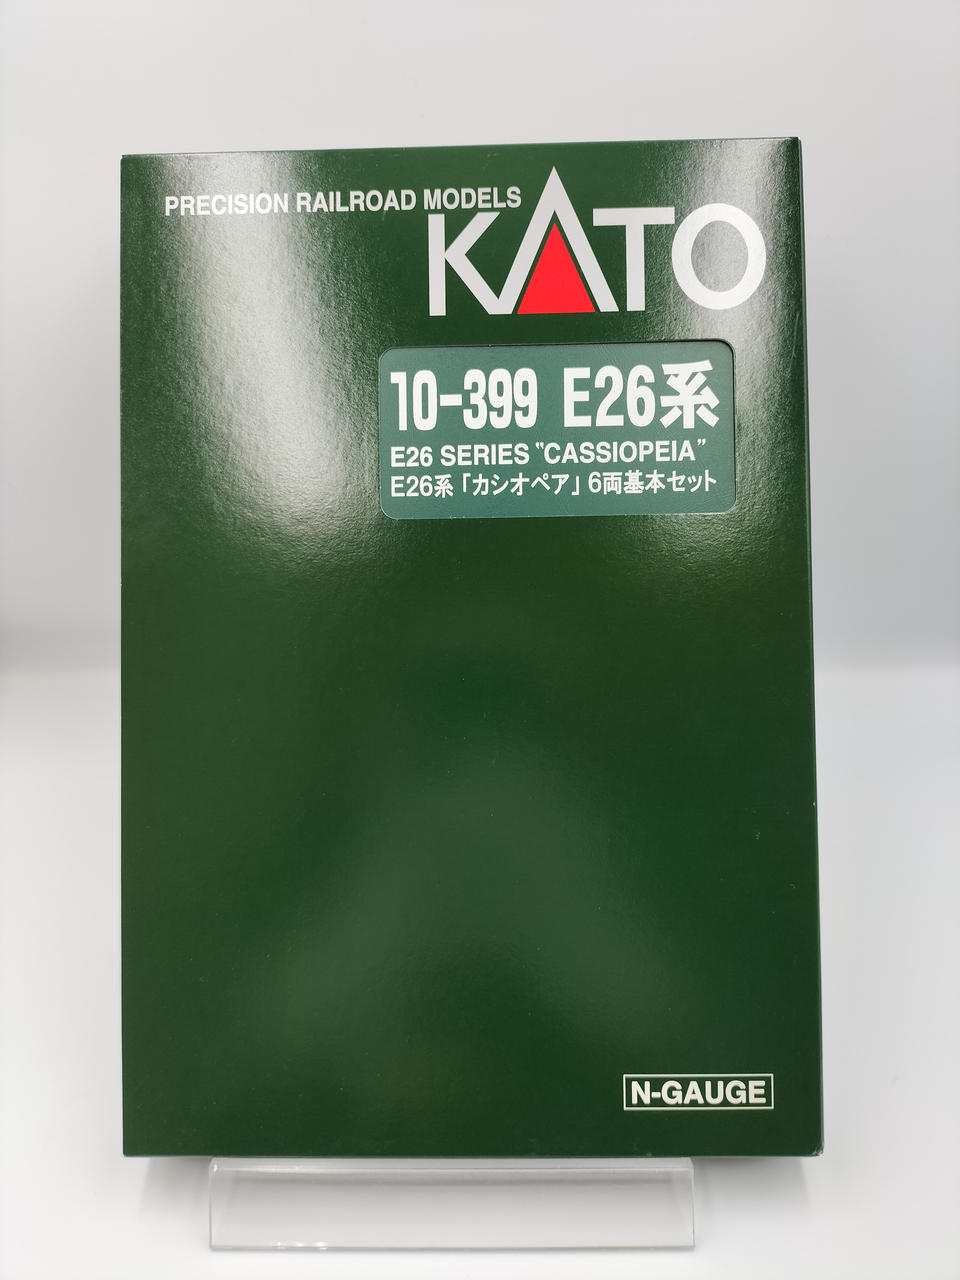 PRECISION RAILROAD MODELS
KATO
10-399 E26系
E26 SERIES "CASSIOPEIA"
E26系「カシオペア」6両基本セット
N-GAUGE